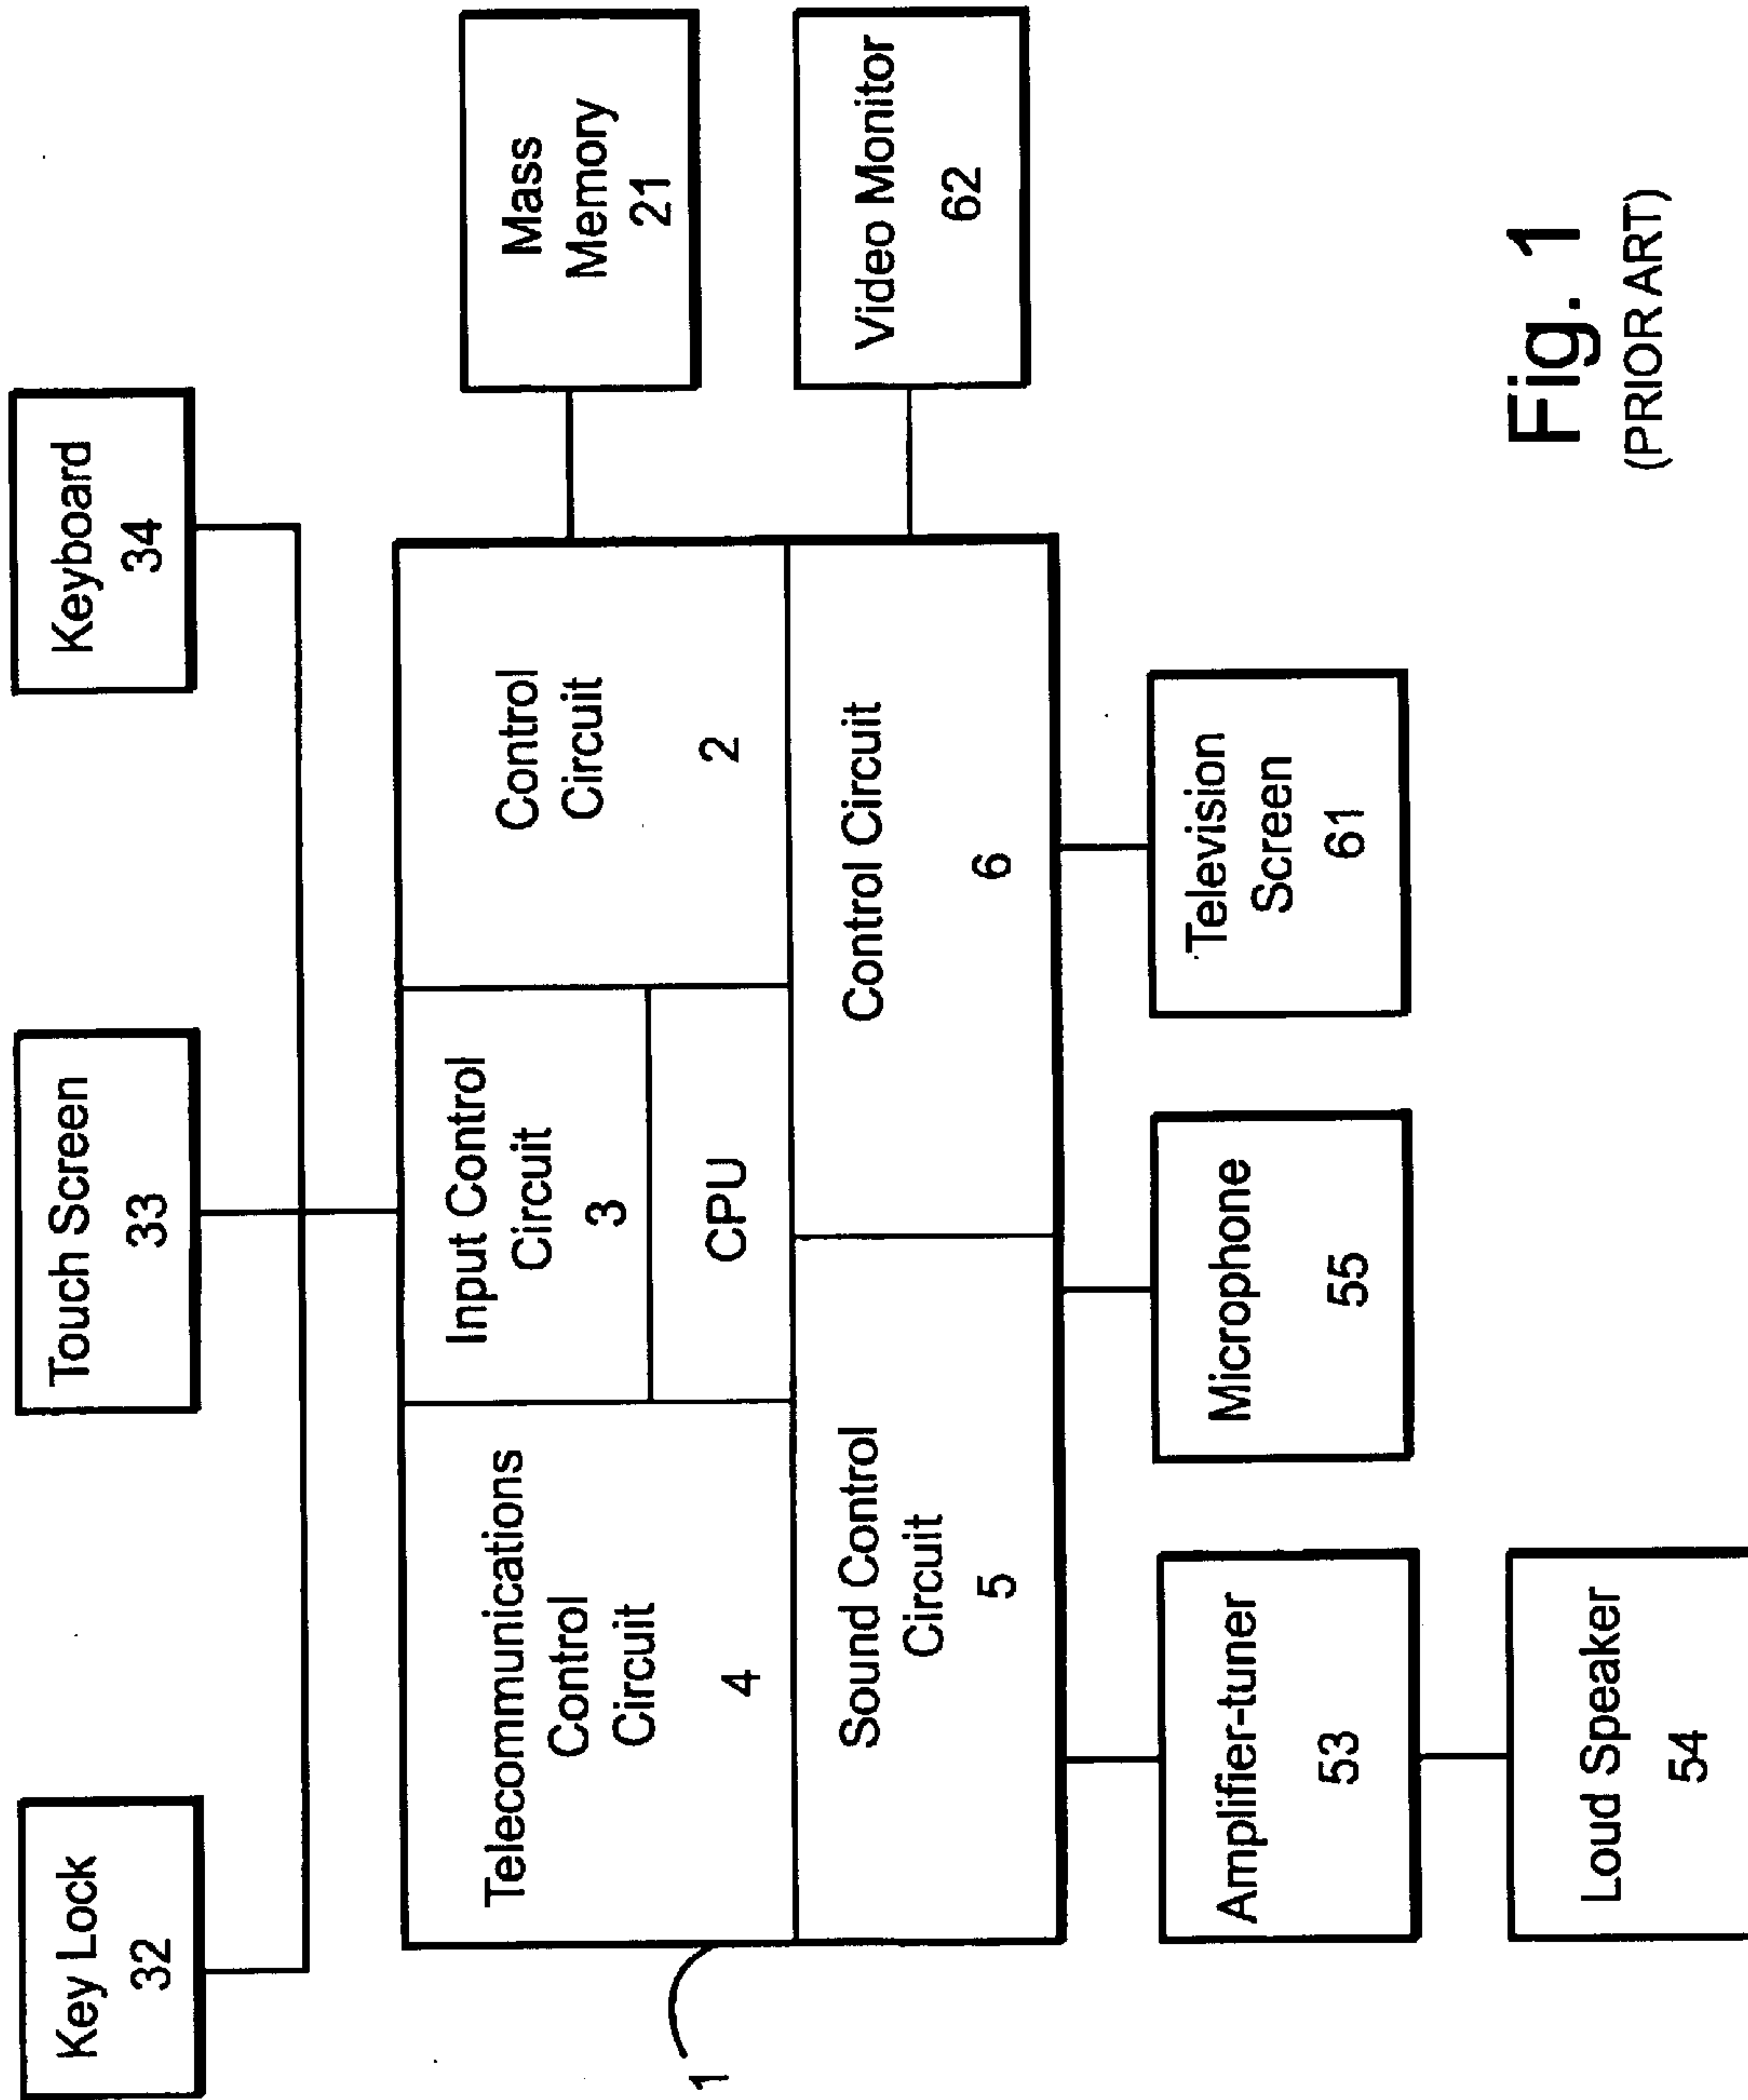 Key Lock
32
Touch Screen
33
Keyboard
34
Telecommunications
Control
Circuit
4
Input Control
Circuit
3
CPU
Control
Circuit
2
Mass
Memory
21
Sound Control
Circuit
5
Control Circuit
6
Video Monitor
62
1
Amplifier-tuner
53
Microphone
55
Television
Screen
61
Loud Speaker
54
Fig. 1
(PRIOR ART)